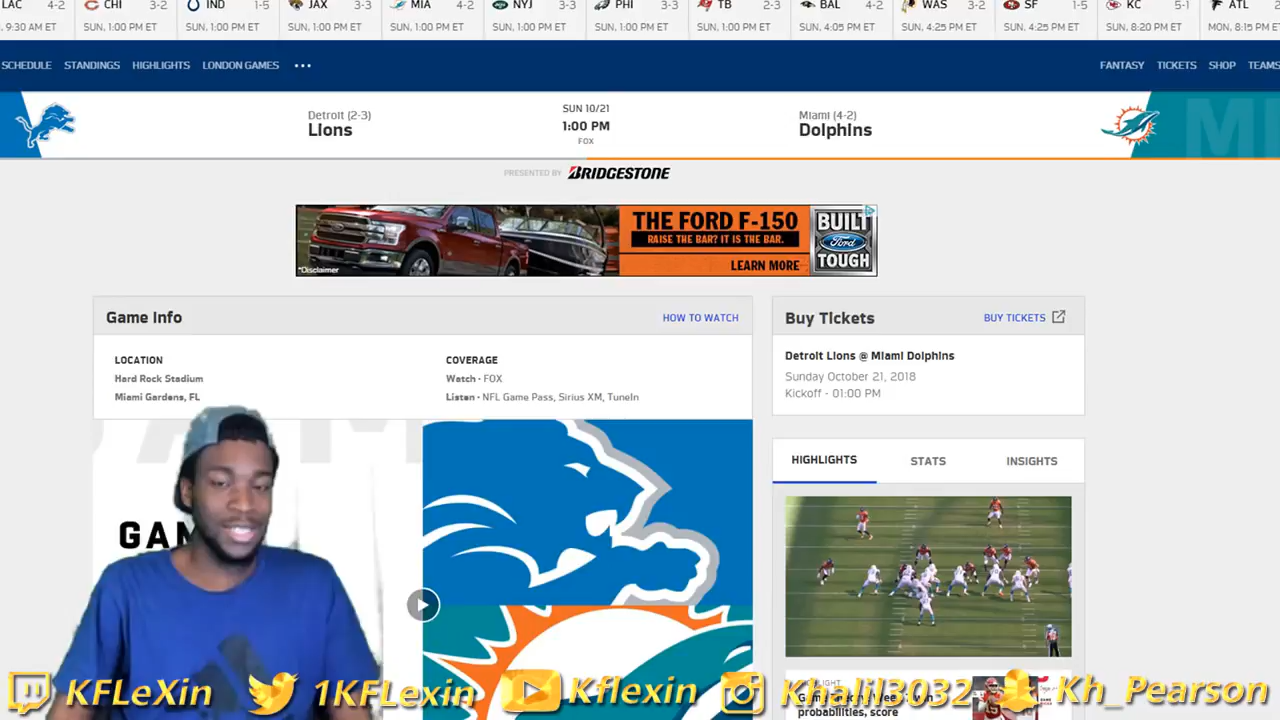 LAC 4-2 CHI 3-2 IND 1-5 JAX 3-3 MIA 4-2 NYJ 3-3 PHI 3-3 TB 2-3 BAL 4-2 WAS 3-2 SF 1-5 KC 5-1 ATL
, 9:30 AM ET SUN, 1:00 PM ET SUN, 1:00 PM ET SUN, 1:00 PM ET SUN, 1:00 PM ET SUN, 1:00 PM ET SUN, 1:00 PM ET SUN, 1:00 PM ET SUN, 4:05 PM ET SUN, 4:25 PM ET SUN, 4:25 PM ET SUN, 8:20 PM ET MON, 8:15 PM ET
SCHEDULE STANDINGS HIGHLIGHTS LONDON GAMES ••• FANTASY TICKETS SHOP TEAMS
Detroit (2-3)
Lions
SUN 10/21
1:00 PM
FOX
Miami (4-2)
Dolphins
PRESENTED BY BRIDGESTONE
THE FORD F-150
RAISE THE BAR? IT IS THE BAR.
LEARN MORE
*Disclaimer
BUILT
Ford
TOUGH
Game Info HOW TO WATCH
LOCATION
Hard Rock Stadium
Miami Gardens, FL
COVERAGE
Watch • FOX
Listen • NFL Game Pass, Sirius XM, TuneIn
Buy Tickets BUY TICKETS
Detroit Lions @ Miami Dolphins
Sunday October 21, 2018
Kickoff - 01:00 PM
HIGHLIGHTS STATS INSIGHTS
probabilities, score
KFLeXin 1KFLexin Kflexin Khalil3032 Kh_Pearson